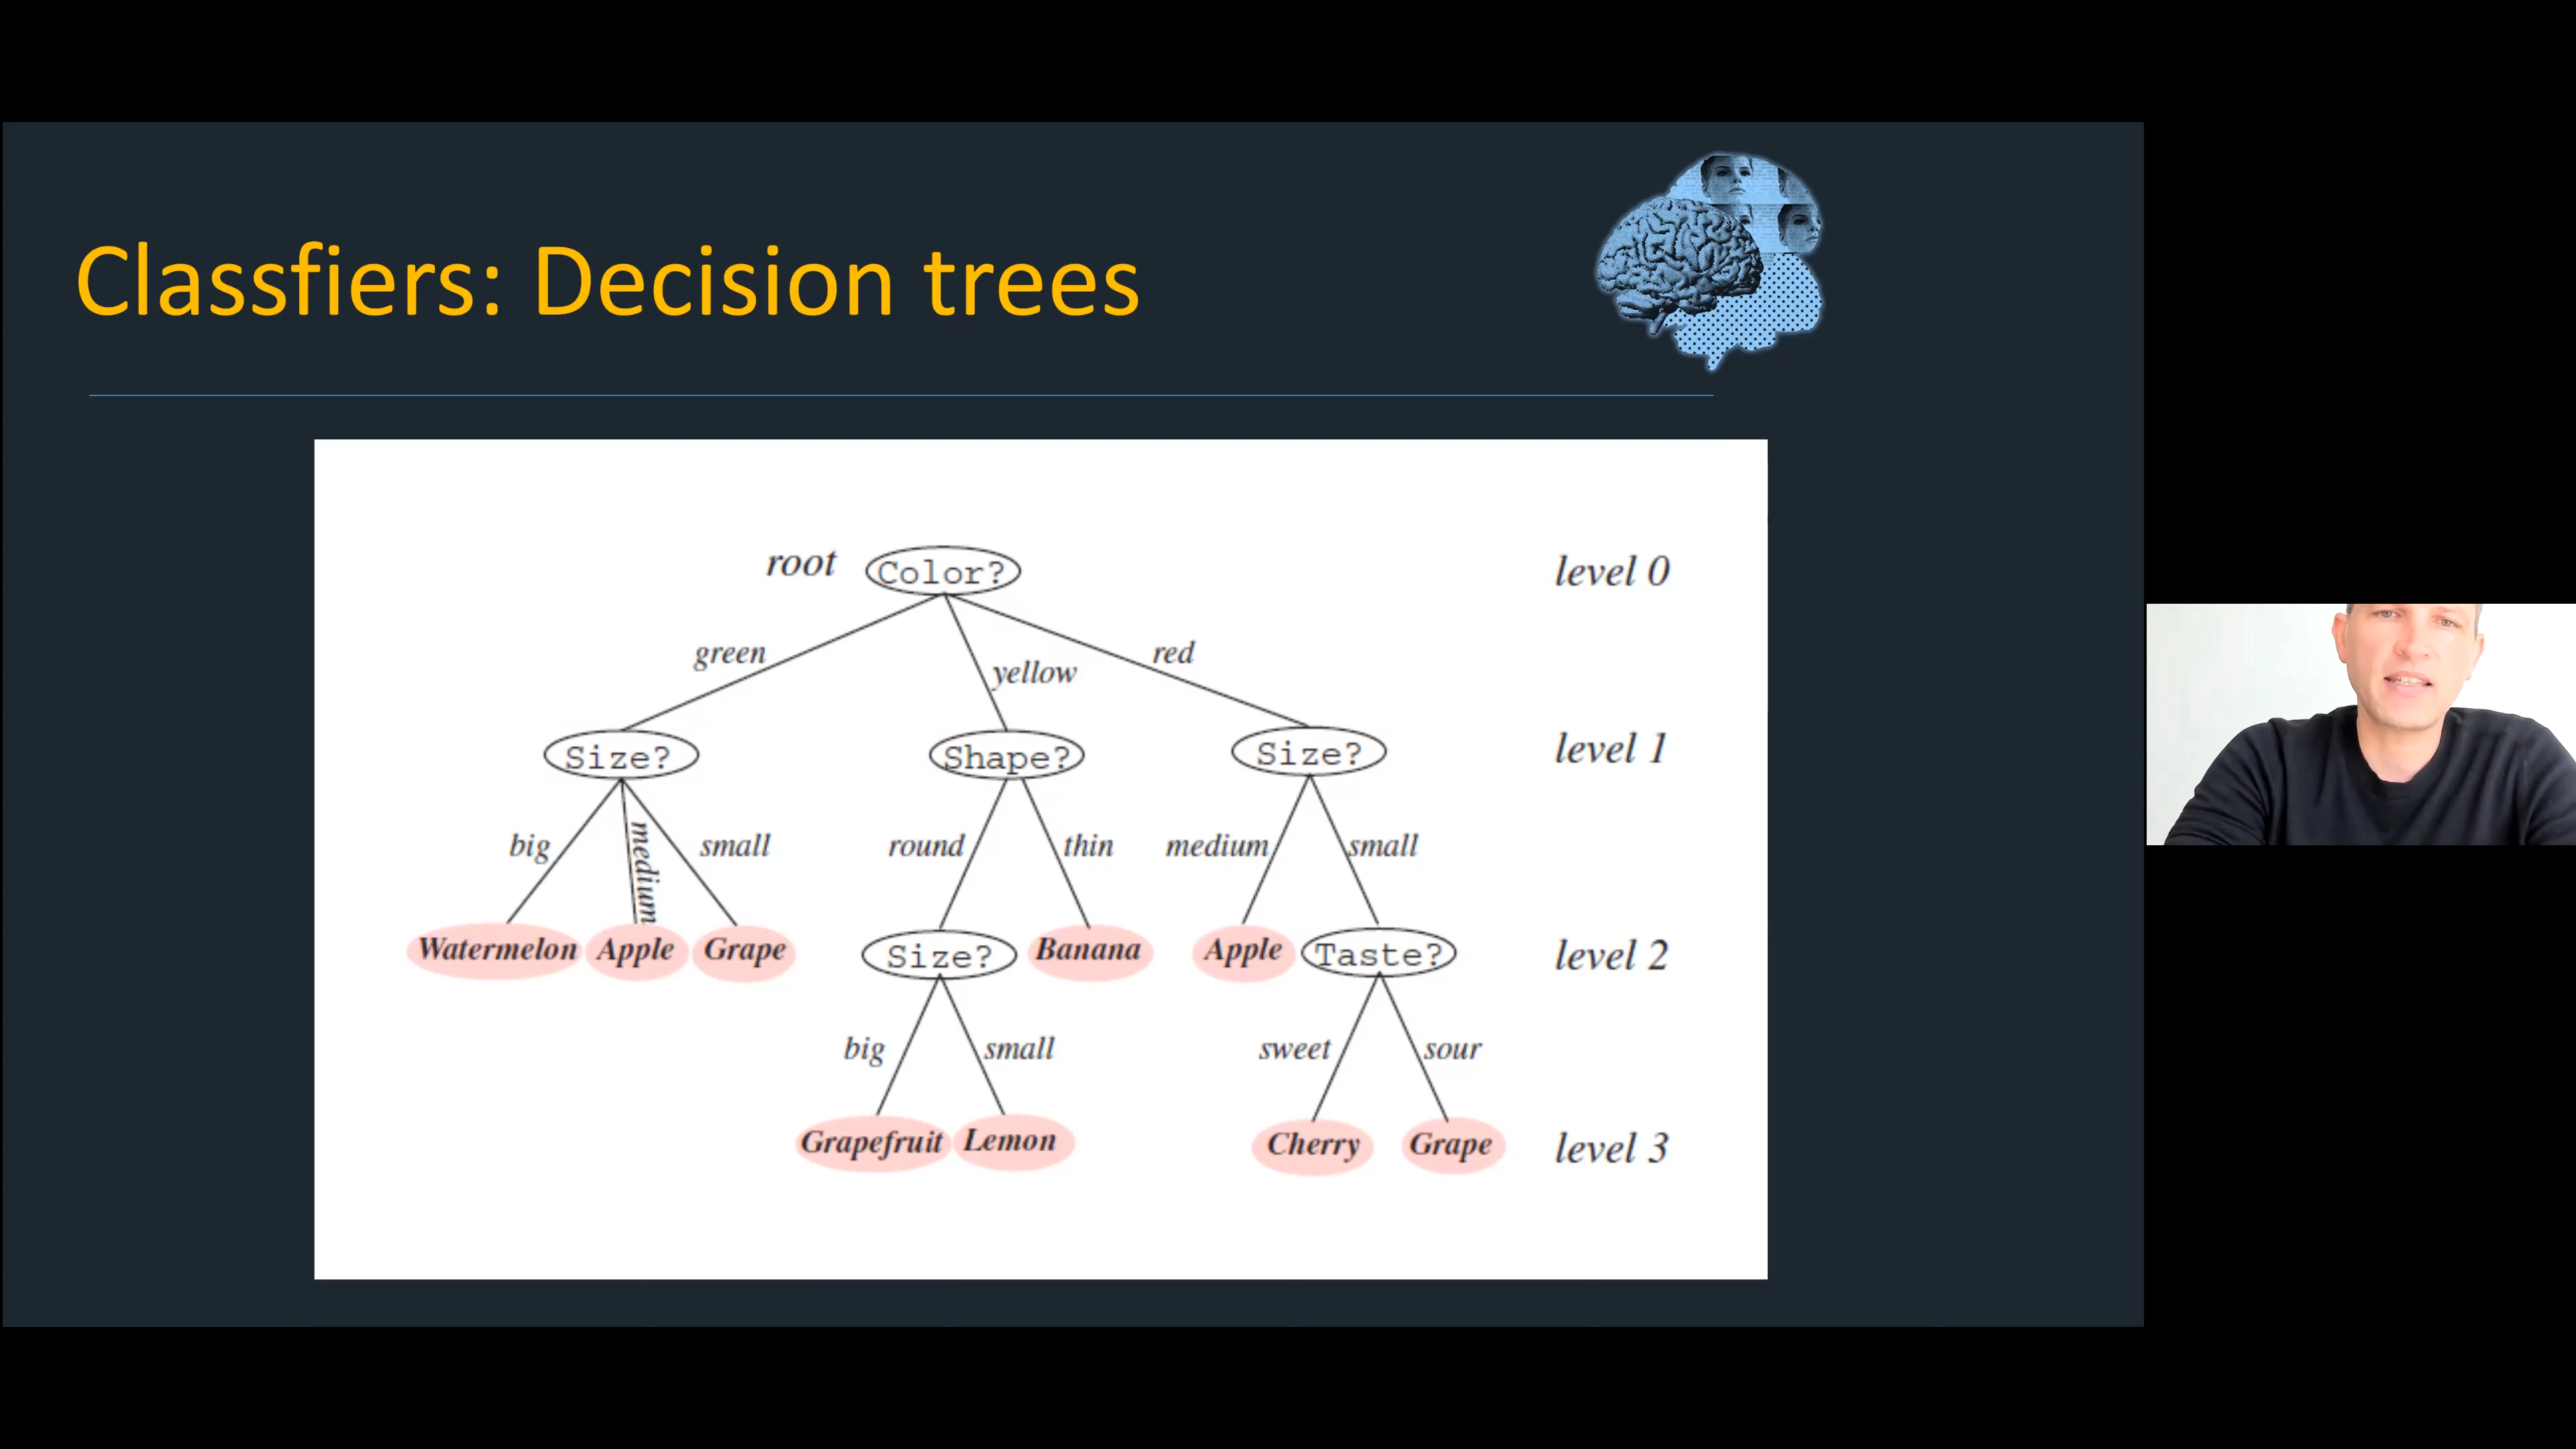 Classfiers: Decision trees
root Color? level 0
green yellow red
Size? Shape? Size? level 1
big medium small round thin medium small
Watermelon Apple Grape Size? Banana Apple Taste? level 2
big small sweet sour
Grapefruit Lemon Cherry Grape level 3